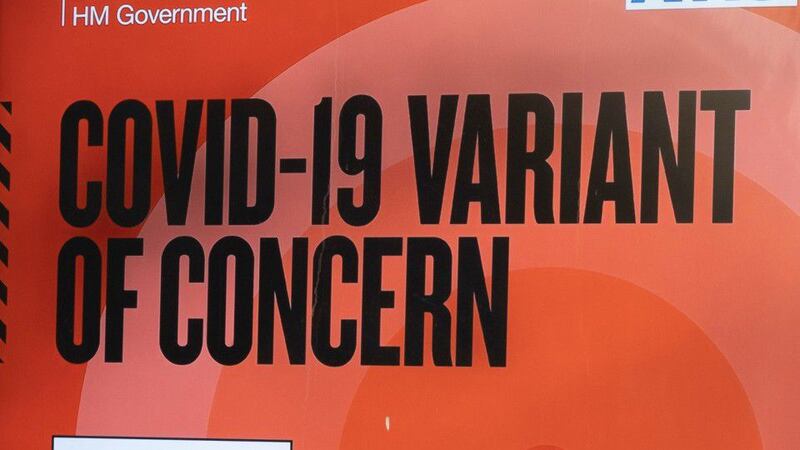 HM Government
COVID-19 VARIANT
OF CONCERN